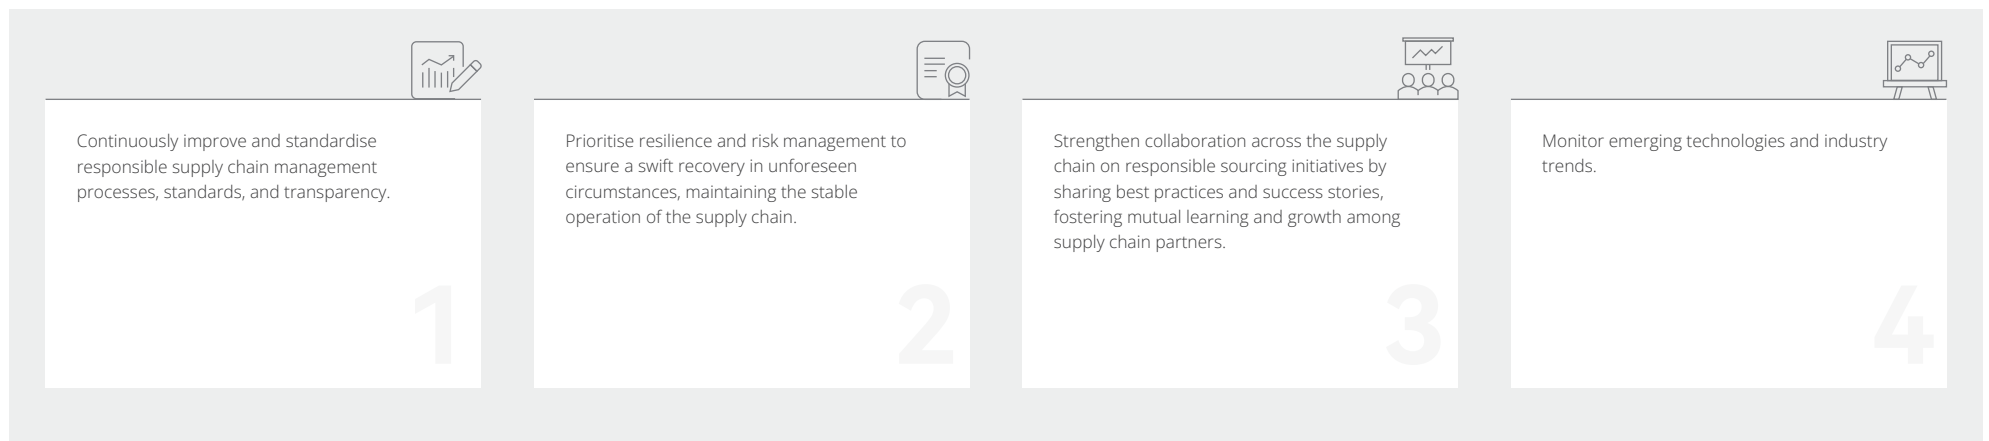 Continuously improve and standardise
responsible supply chain management
processes, standards, and transparency.
1
Prioritise resilience and risk management to
ensure a swift recovery in unforeseen
circumstances, maintaining the stable
operation of the supply chain.
2
Strengthen collaboration across the supply
chain on responsible sourcing initiatives by
sharing best practices and success stories,
fostering mutual learning and growth among
supply chain partners.
3
Monitor emerging technologies and industry
trends.
4